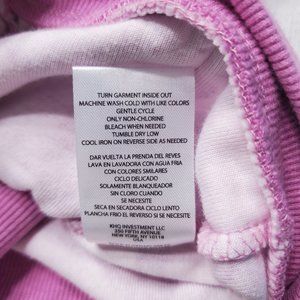 TURN GARMENT INSIDE OUT
MACHINE WASH COLD WITH LIKE COLORS
GENTLE CYCLE
ONLY NON-CHLORINE
BLEACH WHEN NEEDED
TUMBLE DRY LOW
COOL IRON ON REVERSE SIDE AS NEEDED
DAR VUELTA LA PRENDA DEL REVES
LAVA EN LAVADORA CON AGUA FRIA
CON COLORES SIMILARES
CICLO DELICADO
SOLAMENTE BLANQUEADOR
SIN CLORO CUANDO
SE NECESITE
SECA EN SECADORA CICLO LENTO
PLANCHA FRIO EL REVERSO SI SE NECESITE
KHQ INVESTMENT LLC
350 FIFTH AVENUE
NEW YORK, NY 10118
USA